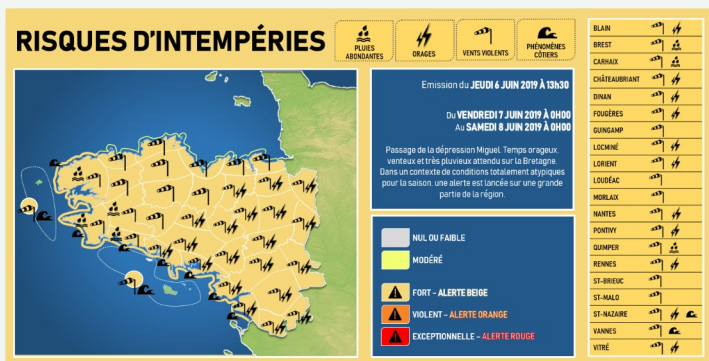 RISQUES D'INTEMPÉRIES
PLUIES
ABONDANTES
ORAGES
VENTS VIOLENTS
PHÉNOMÈNES
CÔTIERS
Emission du JEUDI 6 JUIN 2019 À 13h30
Du VENDREDI 7 JUIN 2019 À 0H00
Au SAMEDI 8 JUIN 2019 À 0H00
Passage de la dépression Miguel. Temps orageux,
venteux et très pluvieux attendu sur la Bretagne.
Dans un contexte de conditions totalement atypiques
pour la saison, une alerte est lancée sur une grande
partie de la région.
NUL OU FAIBLE
MODÉRÉ
FORT - ALERTE BEIGE
VIOLENT - ALERTE ORANGE
EXCEPTIONNELLE - ALERTE ROUGE
BLAIN
BREST
CARHAIX
CHÂTEAUBRIANT
DINAN
FOUGÈRES
GUINGAMP
LOCMINÉ
LORIENT
LOUDÉAC
MORLAIX
NANTES
PONTIVY
QUIMPER
RENNES
ST-BRIEUC
ST-MALO
ST-NAZAIRE
VANNES
VITRÉ